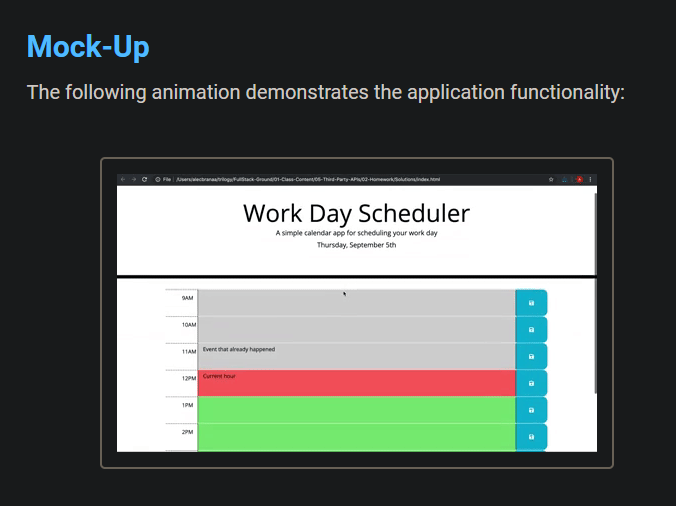 Mock-Up
The following animation demonstrates the application functionality:
File | /Users/alecbranaa/trilogy/FullStack-Ground/01-Class-Content/05-Third-Party-APIs/02-Homework/Solutions/index.html
Work Day Scheduler
A simple calendar app for scheduling your work day
Thursday, September 5th
9AM
10AM
11AM Event that already happened
12PM Current hour
1PM
2PM